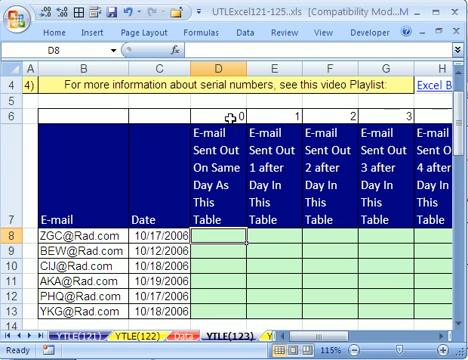 UTLExcel121-125..xls [Compatibility Mod...M
Home Page Layout Formulas Data Review View Developer
D8
A B C D E F G H
4 4) For more information about serial numbers, see this video Playlist: Excel B
5
6 0 1 2 3
7 E-mail Date
E-mail Sent Out On Same Day As This Table
E-mail Sent Out 1 after Day In This Table
E-mail Sent Out 2 after Day In This Table
E-mail Sent Out 3 after Day In This Table
E-mail Sent Out 4 after Day In This Table
8 ZGC@Rad.com 10/17/2006
9 BEW@Rad.com 10/12/2006
10 CIJ@Rad.com 10/18/2006
11 AKA@Rad.com 10/19/2006
12 PHQ@Rad.com 10/17/2006
13 YKG@Rad.com 10/18/2006
14
YTLE(121) YTLE(122) Data YTLE(123) Y
Ready 115%